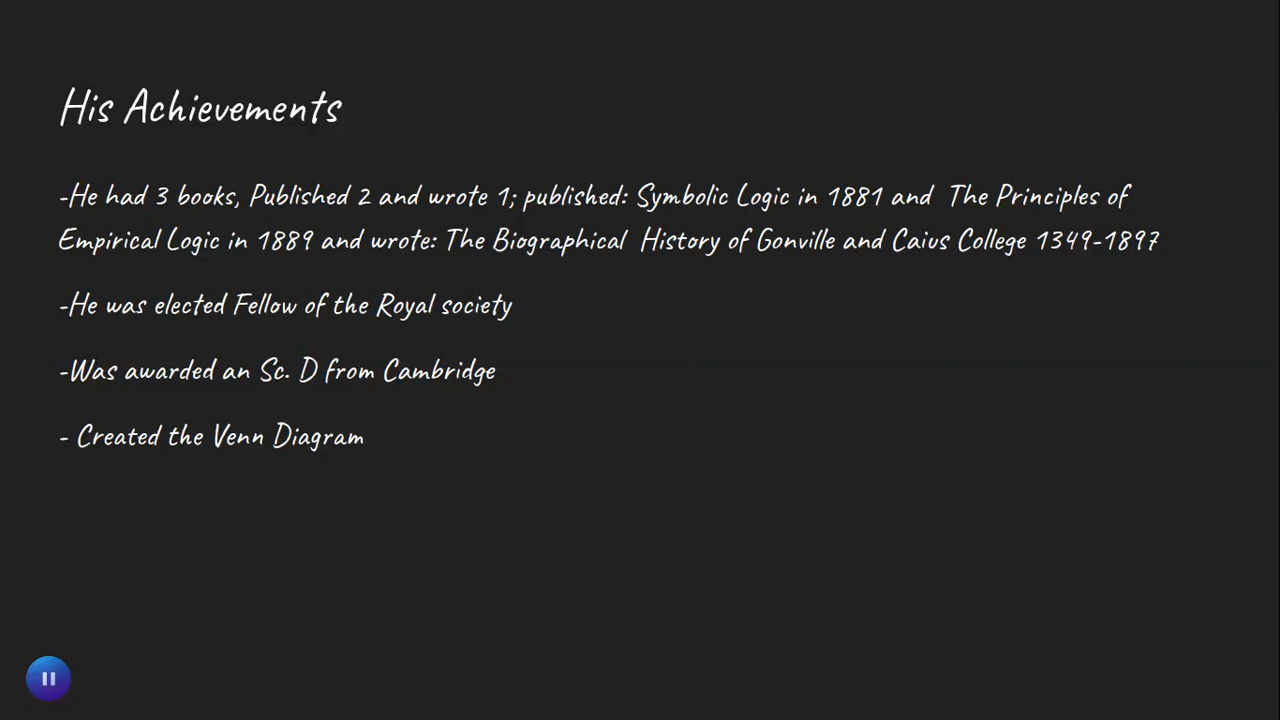 His Achievements
-He had 3 books, Published 2 and wrote 1; published: Symbolic Logic in 1881 and The Principles of
Empirical Logic in 1889 and wrote: The Biographical History of Gonville and Caius College 1349-1897
-He was elected Fellow of the Royal society
-Was awarded an Sc. D from Cambridge
- Created the Venn Diagram